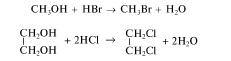 CH₃OH + HBr → CH₃Br + H₂O
CH₂OH        CH₂Cl
| + 2HCl → | + 2H₂O
CH₂OH        CH₂Cl